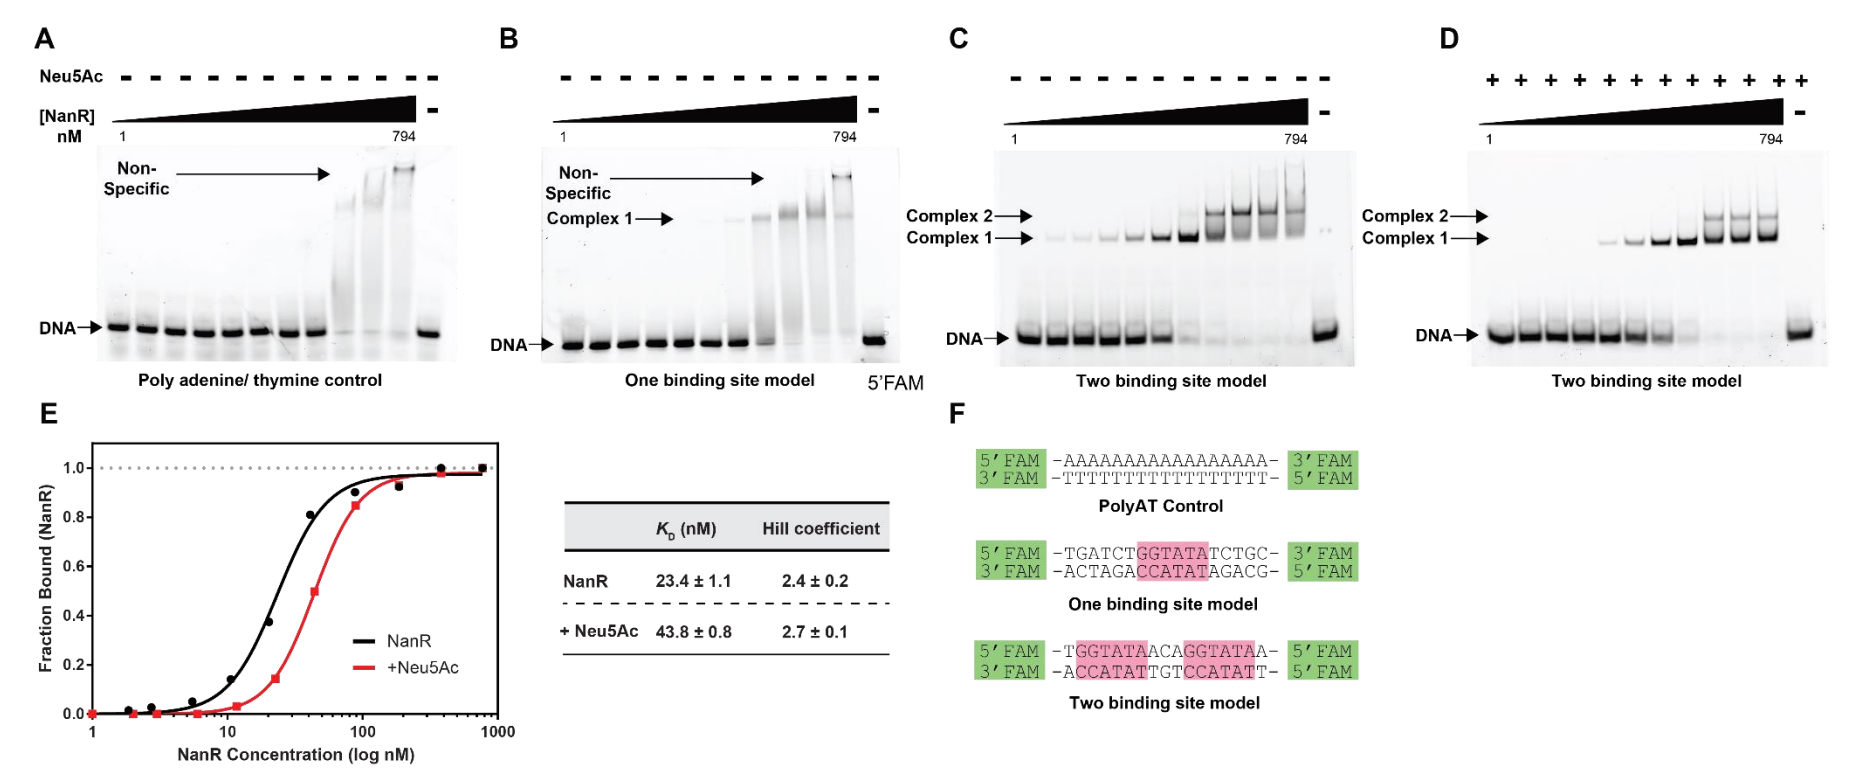 A
B
C
D
Neu5Ac - - - - - - - - - - - -
- - - - - - - - - - - -
- - - - - - - - - - - -
+ + + + + + + + + + + +
[NanR]
nM
-
-
-
-
1 794
1 794
1 794
1 794
Non-
Specific
DNA
Poly adenine/ thymine control
Non-
Specific
Complex 1
DNA
One binding site model
5'FAM
Complex 2
Complex 1
DNA
Two binding site model
Complex 2
Complex 1
DNA
Two binding site model
E
Fraction Bound (NanR)
1.0
0.8
0.6
0.4
0.2
0.0
1 10 100 1000
NanR Concentration (log nM)
NanR
+Neu5Ac
KD (nM) Hill coefficient
NanR 23.4 ± 1.1 2.4 ± 0.2
+ Neu5Ac 43.8 ± 0.8 2.7 ± 0.1
F
5' FAM -AAAAAAAAAAAAAAAAA- 3' FAM
3' FAM -TTTTTTTTTTTTTTTTT- 5' FAM
PolyAT Control
5' FAM -TGATCTGGTATATCTGC- 3' FAM
3' FAM -ACTAGACCATATAGACG- 5' FAM
One binding site model
5' FAM -TGGTATAACAGGTATAA- 5' FAM
3' FAM -ACCATATTGTCCATATT- 3' FAM
Two binding site model